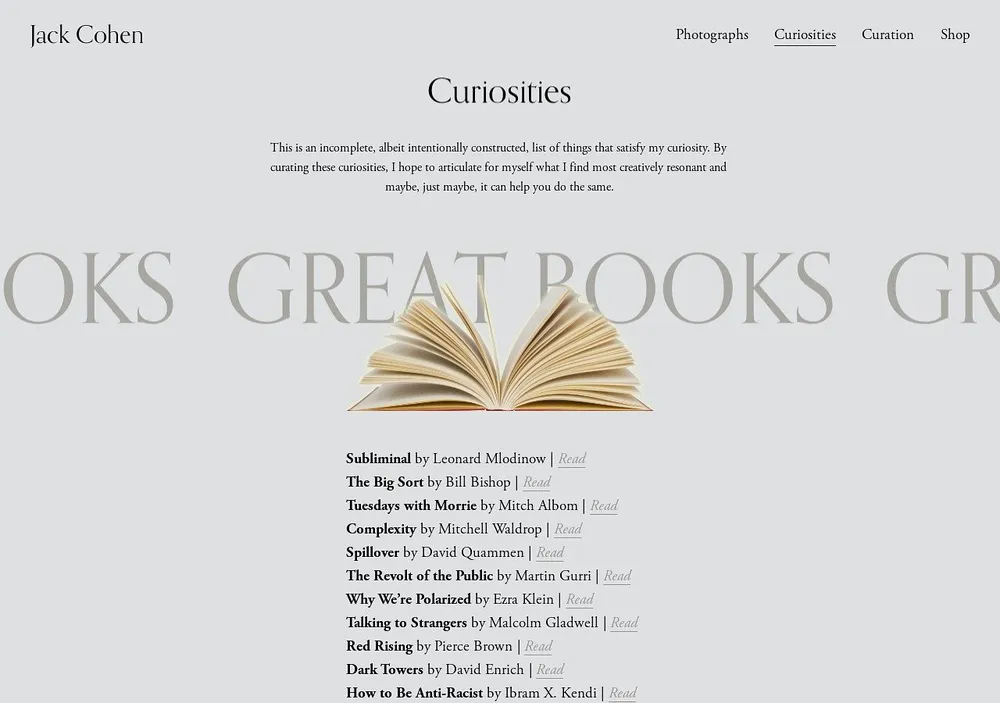 Jack Cohen
Photographs Curiosities Curation Shop
Curiosities
This is an incomplete, albeit intentionally constructed, list of things that satisfy my curiosity. By
curating these curiosities, I hope to articulate for myself what I find most creatively resonant and
maybe, just maybe, it can help you do the same.
OKS GREAT BOOKS GR
Subliminal by Leonard Mlodinow | Read
The Big Sort by Bill Bishop | Read
Tuesdays with Morrie by Mitch Albom | Read
Complexity by Mitchell Waldrop | Read
Spillover by David Quammen | Read
The Revolt of the Public by Martin Gurri | Read
Why We’re Polarized by Ezra Klein | Read
Talking to Strangers by Malcolm Gladwell | Read
Red Rising by Pierce Brown | Read
Dark Towers by David Enrich | Read
How to Be Anti-Racist by Ibram X. Kendi | Read